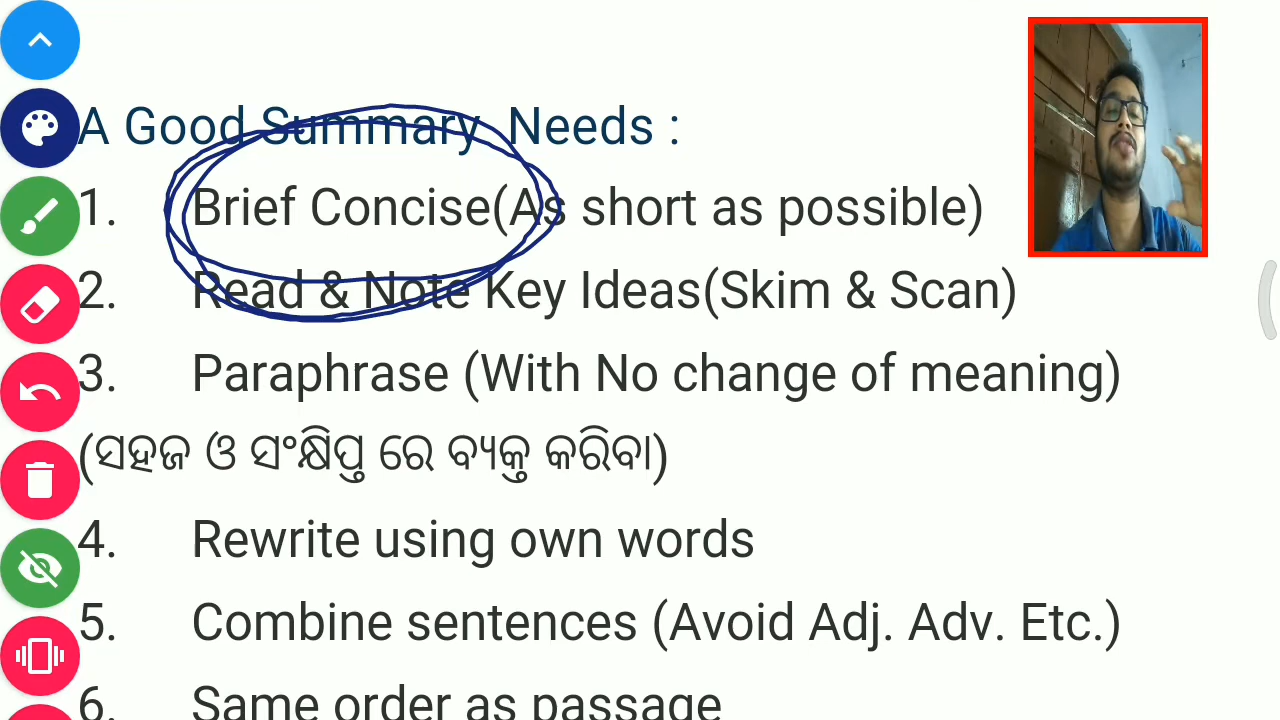 A Good Summary Needs :
1. Brief Concise(As short as possible)
2. Read & Note Key Ideas(Skim & Scan)
3. Paraphrase (With No change of meaning)
(ସହଜ ଓ ସଂକ୍ଷିପ୍ତ ରେ ବ୍ୟକ୍ତ କରିବା)
4. Rewrite using own words
5. Combine sentences (Avoid Adj. Adv. Etc.)
6. Same order as passage